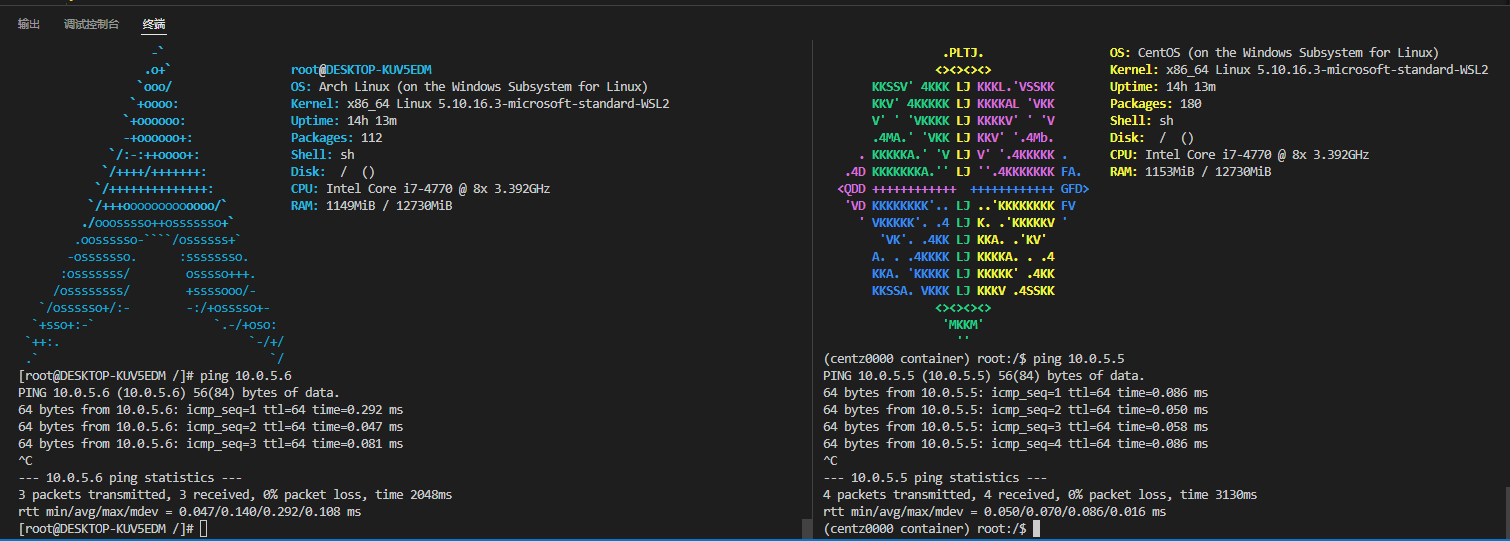 输出 调试控制台 终端
-`
.o+`
`ooo/
`+oooo:
`+oooooo:
-+oooooo+:
`/:-:++oooo+:
`/++++/+++++++:
`/++++++++++++++:
`/+++ooooooooooooo/`
./ooosssso++osssssso+`
.oossssso-````/ossssss+`
-osssssso. :ssssssso.
:osssssss/ osssso+++.
/ossssssss/ +ssssooo/-
`/ossssso+/:- -:/+osssso+-
`+sso+:-` `.-/+oso:
`++:. `-/+/
.` `/
root@DESKTOP-KUV5EDM
OS: Arch Linux (on the Windows Subsystem for Linux)
Kernel: x86_64 Linux 5.10.16.3-microsoft-standard-WSL2
Uptime: 14h 13m
Packages: 112
Shell: sh
Disk: / ()
CPU: Intel Core i7-4770 @ 8x 3.392GHz
RAM: 1149MiB / 12730MiB
[root@DESKTOP-KUV5EDM /]# ping 10.0.5.6
PING 10.0.5.6 (10.0.5.6) 56(84) bytes of data.
64 bytes from 10.0.5.6: icmp_seq=1 ttl=64 time=0.292 ms
64 bytes from 10.0.5.6: icmp_seq=2 ttl=64 time=0.047 ms
64 bytes from 10.0.5.6: icmp_seq=3 ttl=64 time=0.081 ms
^C
--- 10.0.5.6 ping statistics ---
3 packets transmitted, 3 received, 0% packet loss, time 2048ms
rtt min/avg/max/mdev = 0.047/0.140/0.292/0.108 ms
[root@DESKTOP-KUV5EDM /]#
.PLTJ.
<><><><>
KKSSV' 4KKK LJ KKKL.'VSSKK
KKV' 4KKKKK LJ KKKKAL 'VKK
V' ' 'VKKKK LJ KKKKV' ' 'V
.4MA.' 'VKK LJ KKV' '.4Mb.
. KKKKKA.' 'V LJ V' '.4KKKKK .
.4D KKKKKKKA.'' LJ ''.4KKKKKKK FA.
<QDD ++++++++++++ ++++++++++++ GFD>
'VD KKKKKKKK'.. LJ ..'KKKKKKKK FV
' VKKKKK'. .4 LJ K. .'KKKKKV '
'VK'. .4KK LJ KKA. .'KV'
A. . .4KKKK LJ KKKKA. . .4
KKA. 'KKKKK LJ KKKKK' .4KK
KKSSA. VKKK LJ KKKV .4SSKK
<><><><>
'MKKM'
''
OS: CentOS (on the Windows Subsystem for Linux)
Kernel: x86_64 Linux 5.10.16.3-microsoft-standard-WSL2
Uptime: 14h 13m
Packages: 180
Shell: sh
Disk: / ()
CPU: Intel Core i7-4770 @ 8x 3.392GHz
RAM: 1153MiB / 12730MiB
(centz0000 container) root:/$ ping 10.0.5.5
PING 10.0.5.5 (10.0.5.5) 56(84) bytes of data.
64 bytes from 10.0.5.5: icmp_seq=1 ttl=64 time=0.086 ms
64 bytes from 10.0.5.5: icmp_seq=2 ttl=64 time=0.050 ms
64 bytes from 10.0.5.5: icmp_seq=3 ttl=64 time=0.058 ms
64 bytes from 10.0.5.5: icmp_seq=4 ttl=64 time=0.086 ms
^C
--- 10.0.5.5 ping statistics ---
4 packets transmitted, 4 received, 0% packet loss, time 3130ms
rtt min/avg/max/mdev = 0.050/0.070/0.086/0.016 ms
(centz0000 container) root:/$